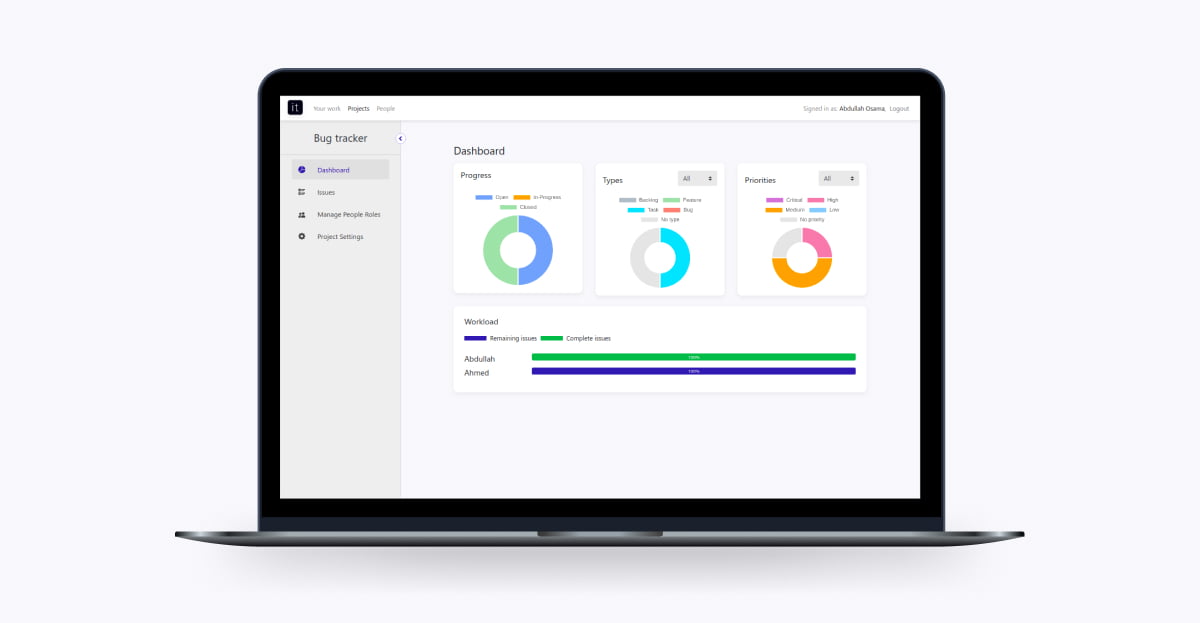 it Your work Projects People Signed in as: Abdullah Osama, Logout
Bug tracker
Dashboard
Issues
Manage People Roles
Project Settings
Dashboard
Progress
Open In-Progress
Closed
Types All
Backlog Feature
Task Bug
No type
Priorities All
Critical High
Medium Low
No priority
Workload
Remaining issues Complete issues
Abdullah 100%
Ahmed 100%